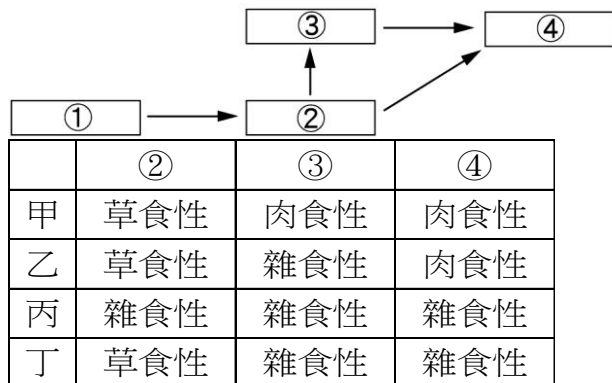 ③ ④
① ②
② ③ ④
甲 草食性 肉食性 肉食性
乙 草食性 雜食性 肉食性
丙 雜食性 雜食性 雜食性
丁 草食性 雜食性 雜食性